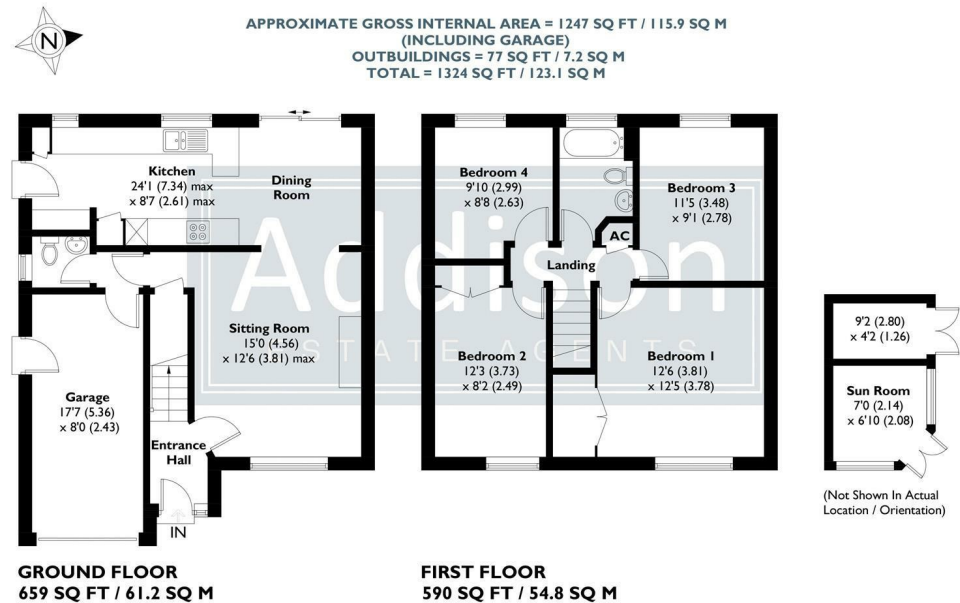 APPROXIMATE GROSS INTERNAL AREA = 1247 SQ FT / 115.9 SQ M
(INCLUDING GARAGE)
OUTBUILDINGS = 77 SQ FT / 7.2 SQ M
TOTAL = 1324 SQ FT / 123.1 SQ M
N
Kitchen
24'1 (7.34) max
x 8'7 (2.61) max
Dining
Room
Sitting Room
15'0 (4.56)
x 12'6 (3.81) max
Garage
17'7 (5.36)
x 8'0 (2.43)
Entrance
Hall
IN
Bedroom 4
9'10 (2.99)
x 8'8 (2.63)
Bedroom 3
11'5 (3.48)
x 9'1 (2.78)
AC
Landing
Bedroom 2
12'3 (3.73)
x 8'2 (2.49)
Bedroom 1
12'6 (3.81)
x 12'5 (3.78)
9'2 (2.80)
x 4'2 (1.26)
Sun Room
7'0 (2.14)
x 6'10 (2.08)
(Not Shown In Actual
Location / Orientation)
Addison
ESTATE AGENTS
GROUND FLOOR
659 SQ FT / 61.2 SQ M
FIRST FLOOR
590 SQ FT / 54.8 SQ M